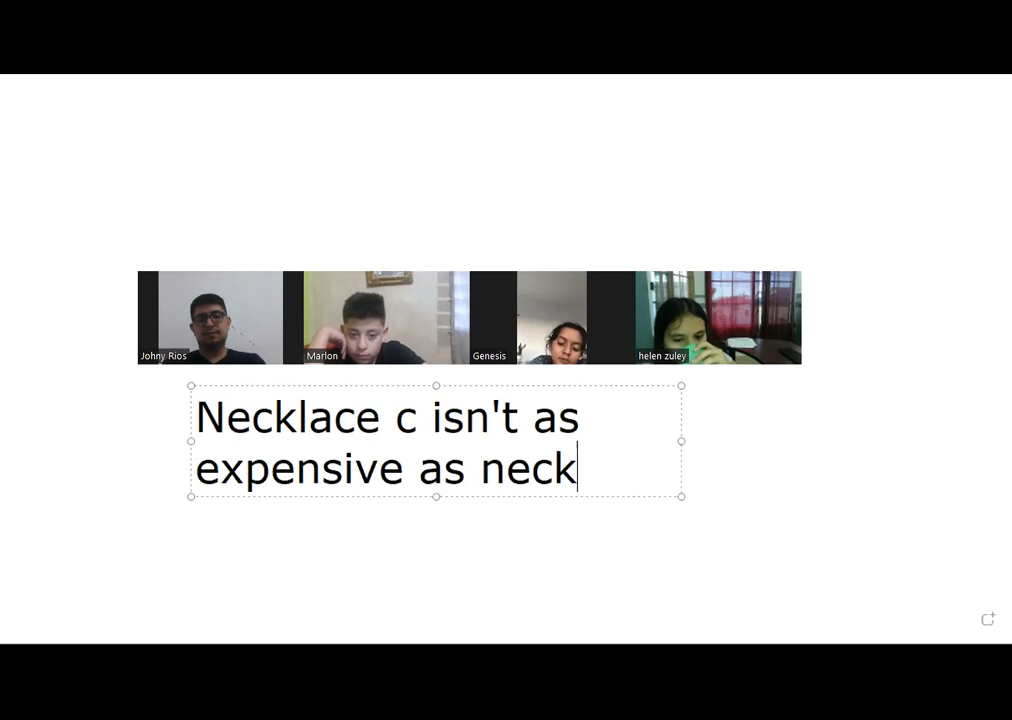 Johny Rios
Marlon
Genesis
helen zuley
Necklace c isn't as
expensive as neck